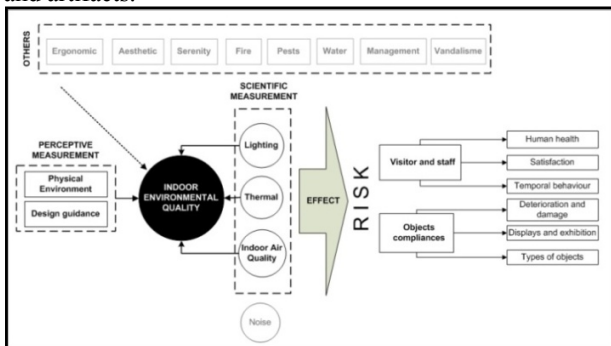 and artifacts.
OTHERS
Ergonomic
Aesthetic
Serenity
Fire
Pests
Water
Management
Vandalisme
SCIENTIFIC
MEASUREMENT
PERCEPTIVE
MEASUREMENT
Physical
Environment
Design guidance
INDOOR
ENVIRONMENTAL
QUALITY
Lighting
Thermal
Indoor Air
Quality
Noise
EFFECT
RISK
Visitor and staff
Human health
Satisfaction
Temporal behaviour
Objects
compliances
Deterioration and
damage
Displays and exhibition
Types of objects